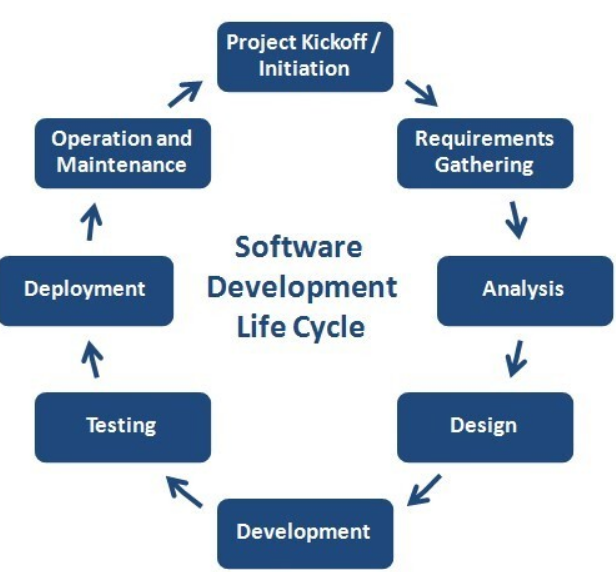 Project Kickoff /
Initiation
Requirements
Gathering
Analysis
Design
Development
Testing
Deployment
Operation and
Maintenance
Software
Development
Life Cycle